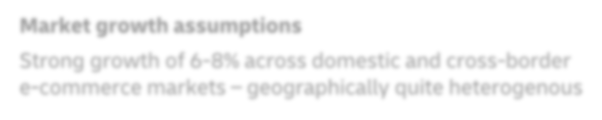 Market growth assumptions
Strong growth of 6-8% across domestic and cross-border
e-commerce markets – geographically quite heterogenous